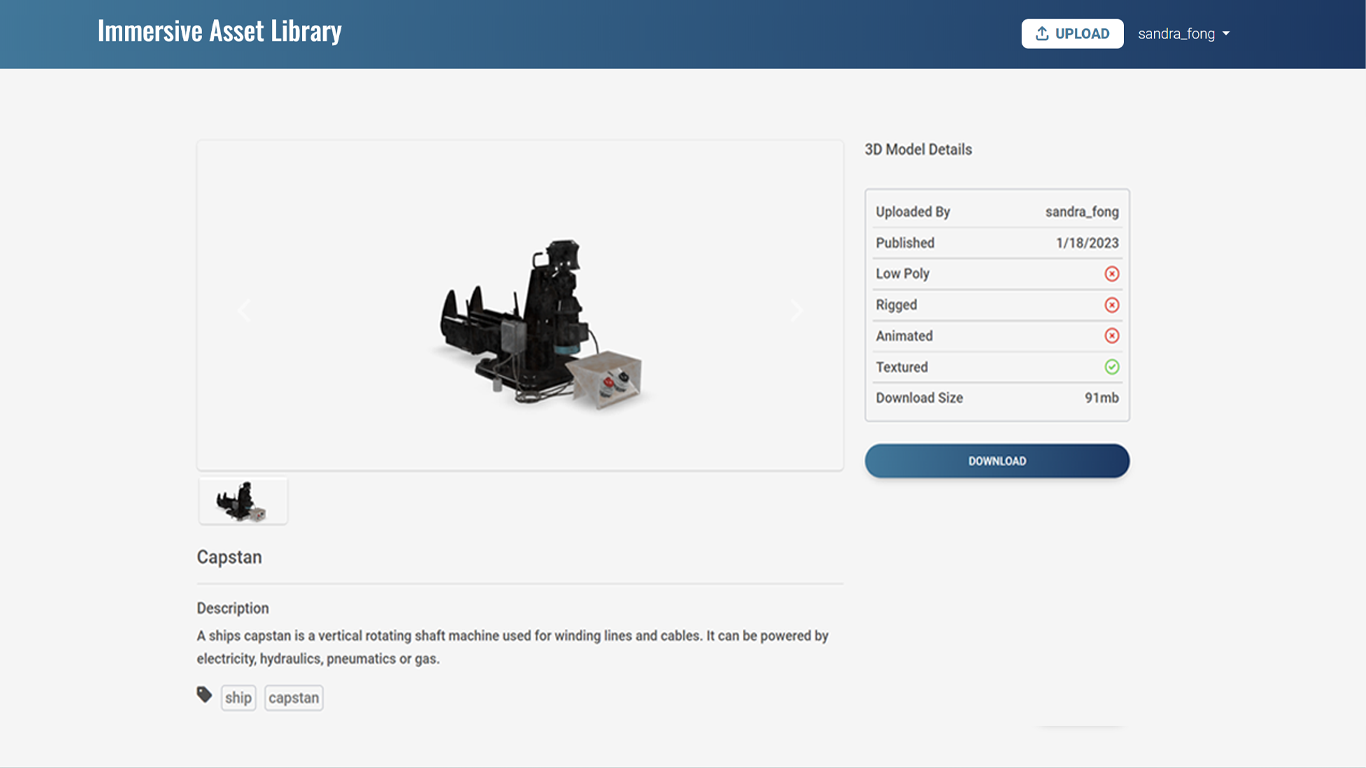 Immersive Asset Library
UPLOAD
sandra_fong
3D Model Details
Uploaded By sandra_fong
Published 1/18/2023
Low Poly
Rigged
Animated
Textured
Download Size 91mb
DOWNLOAD
Capstan
Description
A ships capstan is a vertical rotating shaft machine used for winding lines and cables. It can be powered by
electricity, hydraulics, pneumatics or gas.
ship capstan